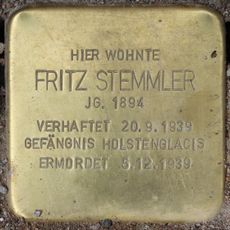 HIER WOHNTE
FRITZ STEMMLER
JG. 1894
VERHAFTET 20.9.1939
GEFÄNGNIS HOLSTENGLACIS
ERMORDET 5.12.1939